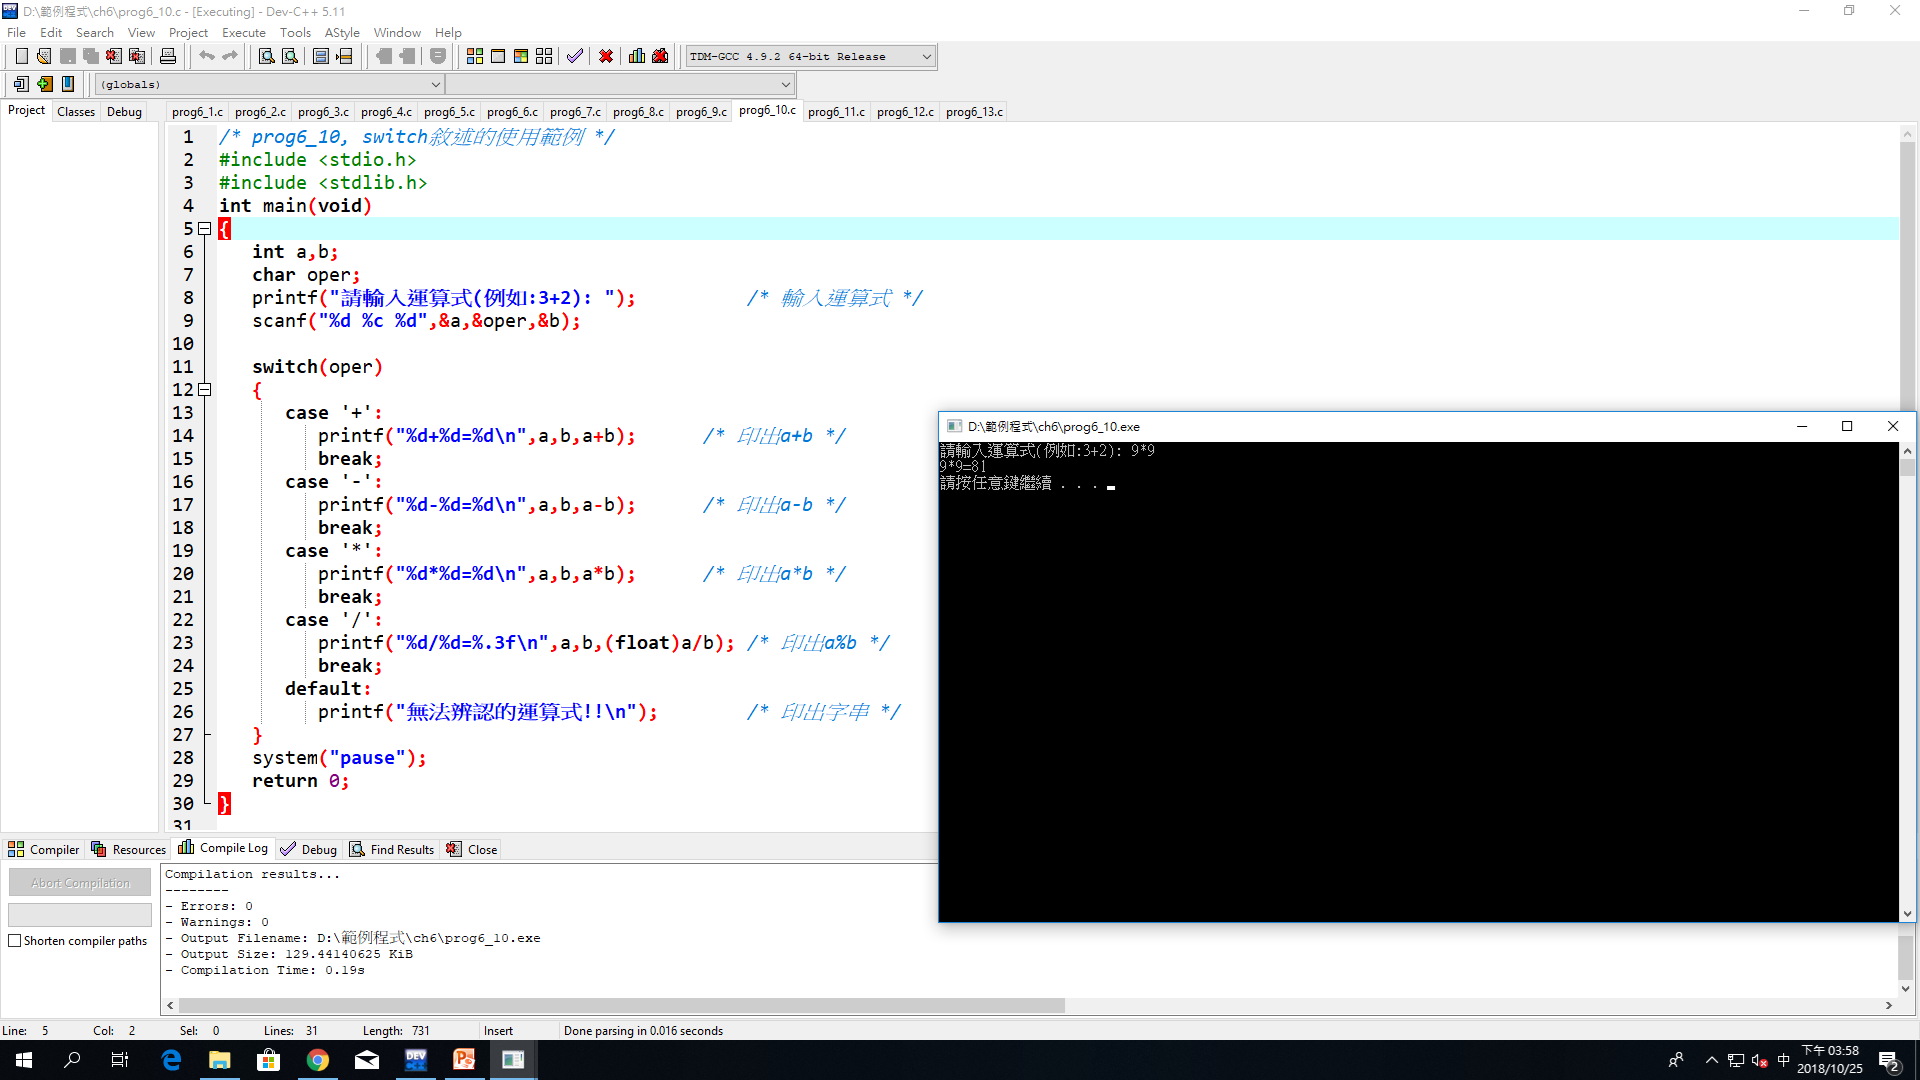 D:\範例程式\ch6\prog6_10.c - [Executing] - Dev-C++ 5.11
File Edit Search View Project Execute Tools AStyle Window Help
TDM-GCC 4.9.2 64-bit Release
(globals)
Project Classes Debug prog6_1.c prog6_2.c prog6_3.c prog6_4.c prog6_5.c prog6_6.c prog6_7.c prog6_8.c prog6_9.c prog6_10.c prog6_11.c prog6_12.c prog6_13.c
1 /* prog6_10, switch敘述的使用範例 */
2 #include <stdio.h>
3 #include <stdlib.h>
4 int main(void)
5 {
6 int a,b;
7 char oper;
8 printf("請輸入運算式(例如:3+2): "); /* 輸入運算式 */
9 scanf("%d %c %d",&a,&oper,&b);
10
11 switch(oper)
12 {
13 case '+':
14 printf("%d+%d=%d\n",a,b,a+b); /* 印出a+b */
15 break;
16 case '-':
17 printf("%d-%d=%d\n",a,b,a-b); /* 印出a-b */
18 break;
19 case '*':
20 printf("%d*%d=%d\n",a,b,a*b); /* 印出a*b */
21 break;
22 case '/':
23 printf("%d/%d=%.3f\n",a,b,(float)a/b); /* 印出a%b */
24 break;
25 default:
26 printf("無法辨認的運算式!!\n"); /* 印出字串 */
27 }
28 system("pause");
29 return 0;
30 }
31
D:\範例程式\ch6\prog6_10.exe
請輸入運算式(例如:3+2): 9*9
9*9=81
請按任意鍵繼續 . . .
Compiler Resources Compile Log Debug Find Results Close
Abort Compilation
Shorten compiler paths
Compilation results...
--------
- Errors: 0
- Warnings: 0
- Output Filename: D:\範例程式\ch6\prog6_10.exe
- Output Size: 129.44140625 KiB
- Compilation Time: 0.19s
Line: 5 Col: 2 Sel: 0 Lines: 31 Length: 731 Insert Done parsing in 0.016 seconds
DEV
中
下午 03:58
2018/10/25
2